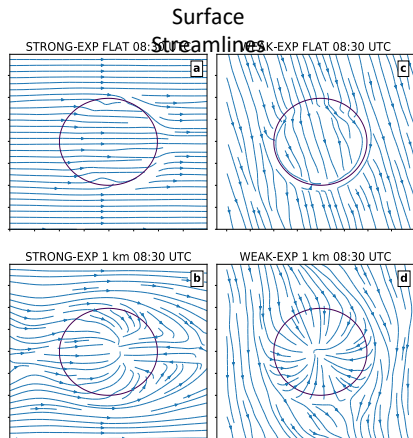 Surface
Streamlines
STRONG-EXP FLAT 08:30 UTC
WEAK-EXP FLAT 08:30 UTC
a
c
STRONG-EXP 1 km 08:30 UTC
WEAK-EXP 1 km 08:30 UTC
b
d